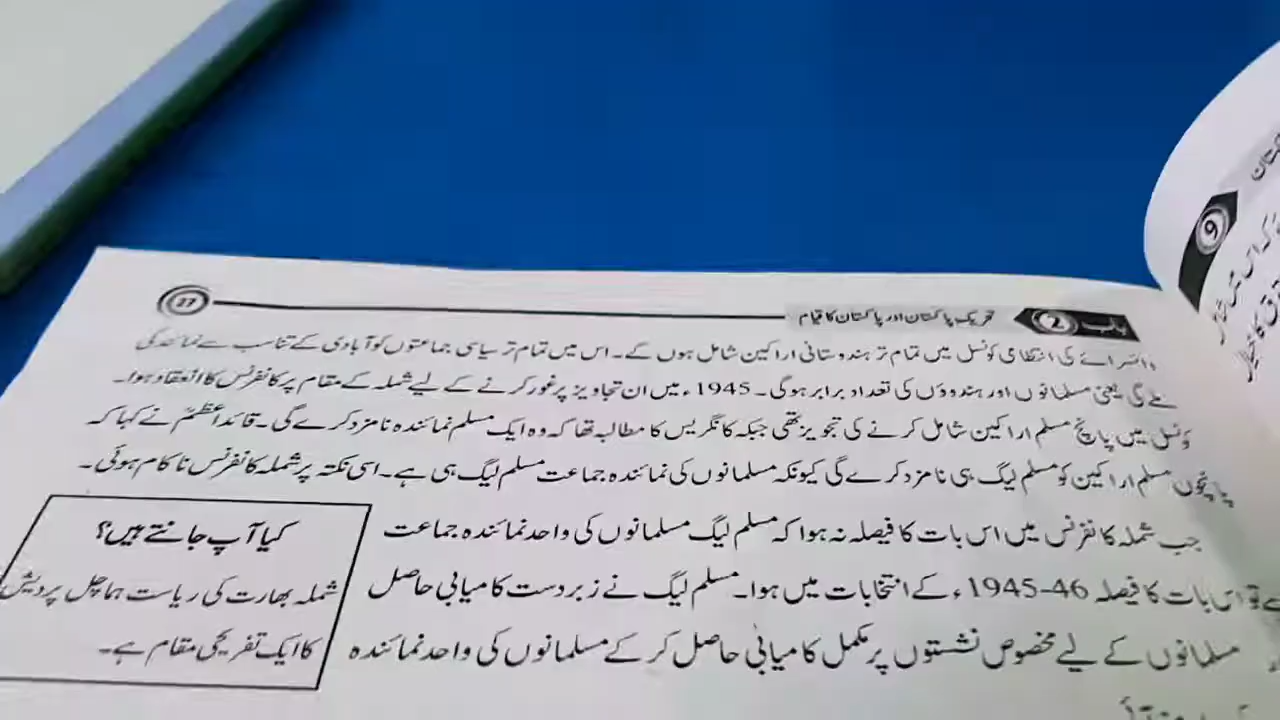 باب 2 تحریک پاکستان اور پاکستان کا قیام 27
وائسرائے کی انتظامی کونسل میں تمام تر ہندوستانی اراکین شامل ہوں گے۔ اس میں تمام تر سیاسی جماعتوں کو آبادی کے تناسب سے نمائندگی
ملے گی یعنی مسلمانوں اور ہندوؤں کی تعداد برابر ہوگی۔ 1945ء میں ان تجاویز پر غور کرنے کے لیے شملہ کے مقام پر کانفرنس کا انعقاد ہوا۔
کونسل میں پانچ مسلم اراکین شامل کرنے کی تجویز تھی جبکہ کانگریس کا مطالبہ تھا کہ وہ ایک مسلم نمائندہ نامزد کرے گی۔ قائداعظمؒ نے کہا کہ
پانچوں مسلم اراکین کو مسلم لیگ ہی نامزد کرے گی کیونکہ مسلمانوں کی نمائندہ جماعت مسلم لیگ ہی ہے۔ اسی نکتہ پر شملہ کانفرنس ناکام ہوئی۔
جب شملہ کانفرنس میں اس بات کا فیصلہ نہ ہوا کہ مسلم لیگ مسلمانوں کی واحد نمائندہ جماعت
ہے تو اس بات کا فیصلہ 46-1945ء کے انتخابات میں ہوا۔ مسلم لیگ نے زبردست کامیابی حاصل
مسلمانوں کے لیے مخصوص نشستوں پر مکمل کامیابی حاصل کر کے مسلمانوں کی واحد نمائندہ
کیا آپ جانتے ہیں؟
شملہ بھارت کی ریاست ہماچل پردیش
کا ایک تفریحی مقام ہے۔
9